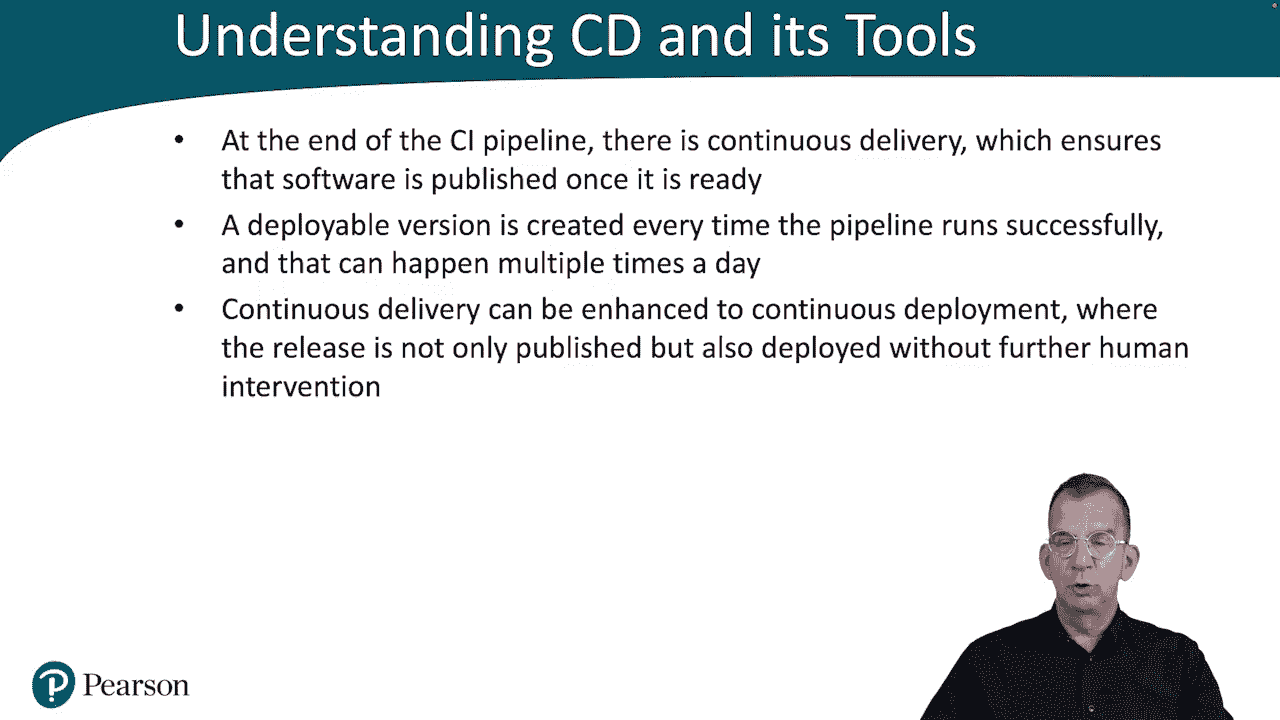 Understanding CD and its Tools
• At the end of the CI pipeline, there is continuous delivery, which ensures
that software is published once it is ready
• A deployable version is created every time the pipeline runs successfully,
and that can happen multiple times a day
• Continuous delivery can be enhanced to continuous deployment, where
the release is not only published but also deployed without further human
intervention
Pearson